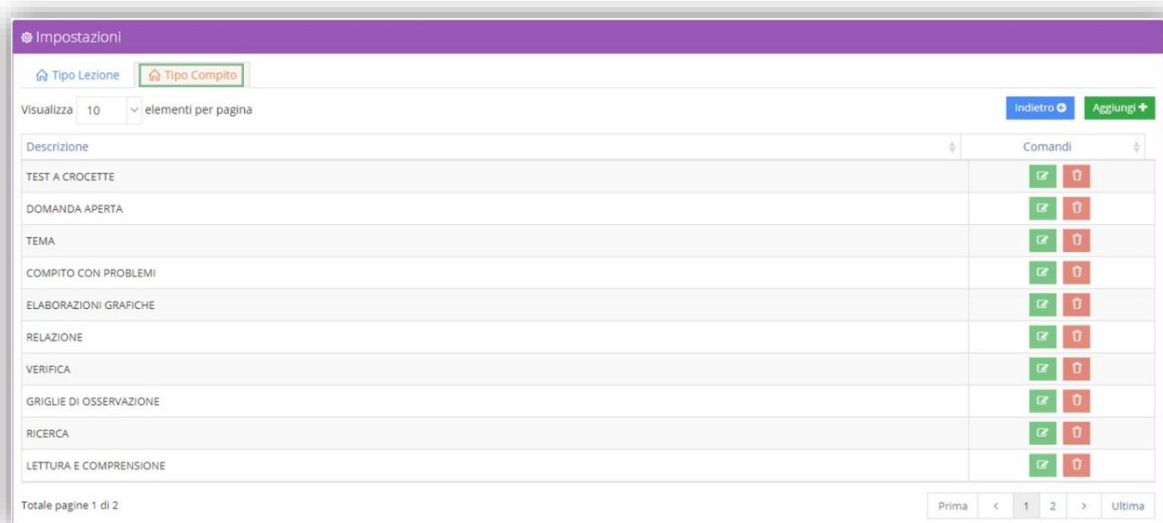 Impostazioni
Tipo Lezione Tipo Compito
Visualizza 10 elementi per pagina Indietro Aggiungi
Descrizione Comandi
TEST A CROCETTE
DOMANDA APERTA
TEMA
COMPITO CON PROBLEMI
ELABORAZIONI GRAFICHE
RELAZIONE
VERIFICA
GRIGLIE DI OSSERVAZIONE
RICERCA
LETTURA E COMPRENSIONE
Totale pagine 1 di 2 Prima < 1 2 > Ultima